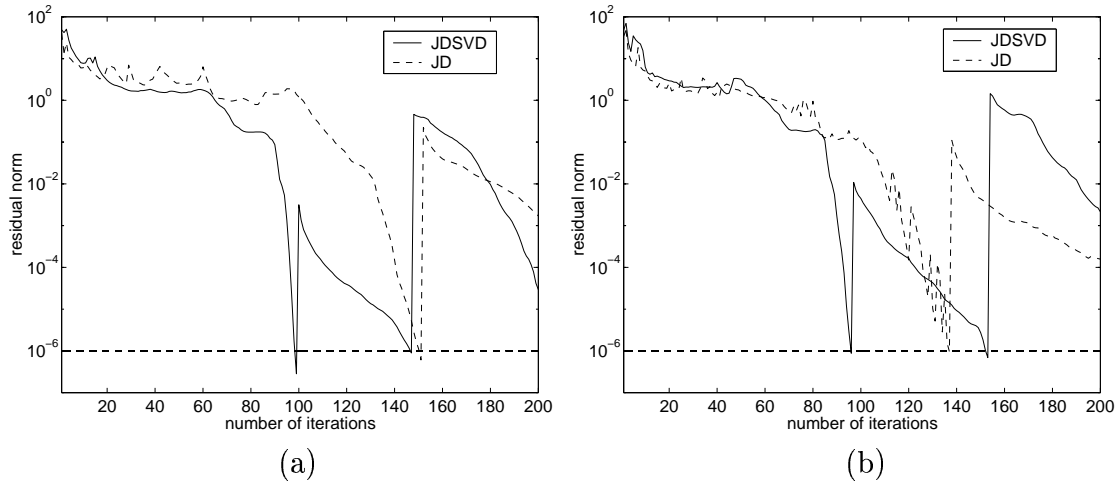 10^2
10^0
10^-2
10^-4
10^-6
residual norm
JDSVD
JD
20 40 60 80 100 120 140 160 180 200
number of iterations
(a)
10^2
10^0
10^-2
10^-4
10^-6
residual norm
JDSVD
JD
20 40 60 80 100 120 140 160 180 200
number of iterations
(b)